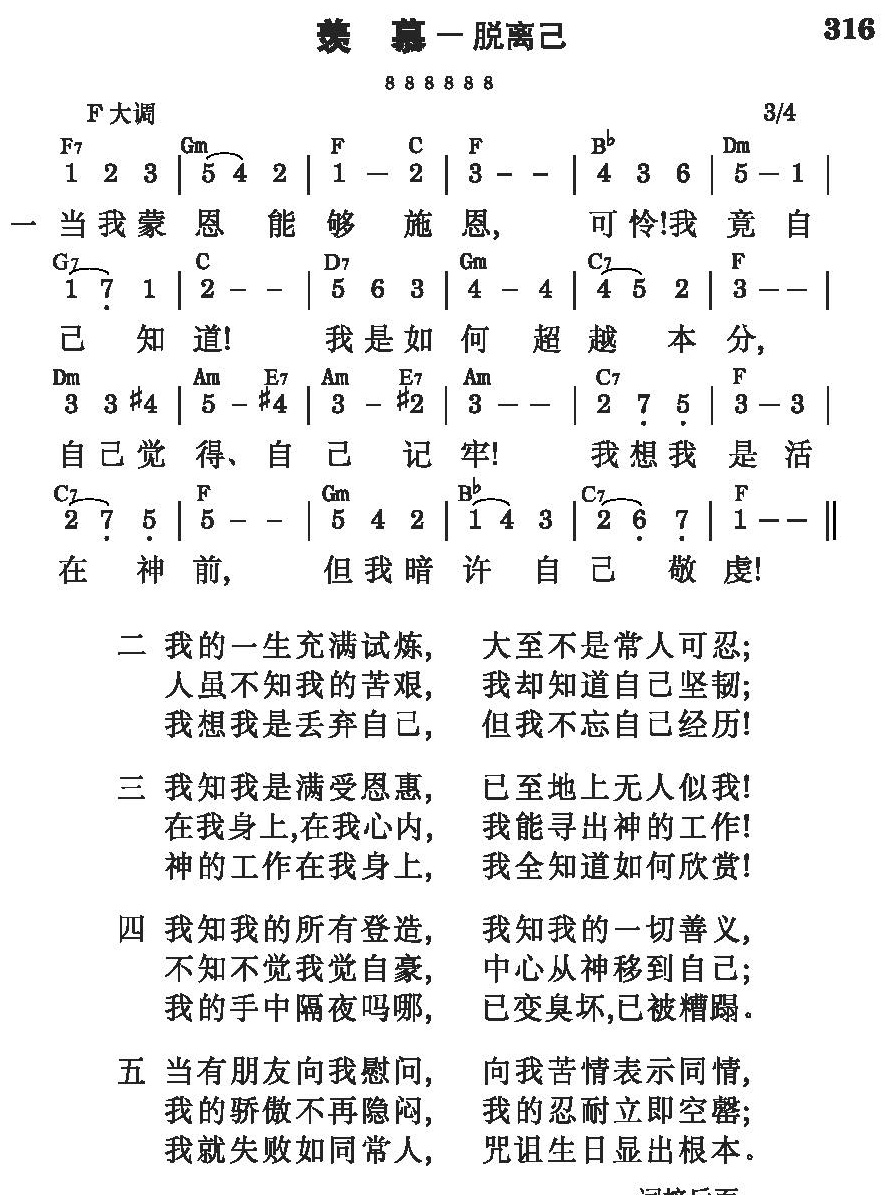 羡 慕 — 脱离己 316
8 8 8 8 8 8
F 大调 3/4
F7 Gm F C F B♭ Dm
1 2 3 | 5 4 2 | 1 — 2 | 3 - - | 4 3 6 | 5 — 1 |
一 当我蒙恩能够施恩, 可怜!我竟自
G7 C D7 Gm C7 F
1 7̣ 1 | 2 - - | 5 6 3 | 4 - 4 | 4 5 2 | 3 — — |
己知道! 我是如何超越本分,
Dm Am E7 Am E7 Am C7 F
3 3 ♯4 | 5 - ♯4 | 3 - ♯2 | 3 — — | 2 7̣ 5̣ | 3 — 3 |
自己觉得、自己记牢! 我想我是活
C7 F Gm B♭ C7 F
2 7̣ 5̣ | 5 - - | 5 4 2 | 1 4 3 | 2 6̣ 7̣ | 1 — — ‖
在神前, 但我暗许自己敬虔!
二 我的一生充满试炼, 大至不是常人可忍;
人虽不知我的苦艰, 我却知道自己坚韧;
我想我是丢弃自己, 但我不忘自己经历!
三 我知我是满受恩惠, 已至地上无人似我!
在我身上,在我心内, 我能寻出神的工作!
神的工作在我身上, 我全知道如何欣赏!
四 我知我的所有登造, 我知我的一切善义,
不知不觉我觉自豪, 中心从神移到自己;
我的手中隔夜吗哪, 已变臭坏,已被糟蹋。
五 当有朋友向我慰问, 向我苦情表示同情,
我的骄傲不再隐闷, 我的忍耐立即空罄;
我就失败如同常人, 咒诅生日显出根本。